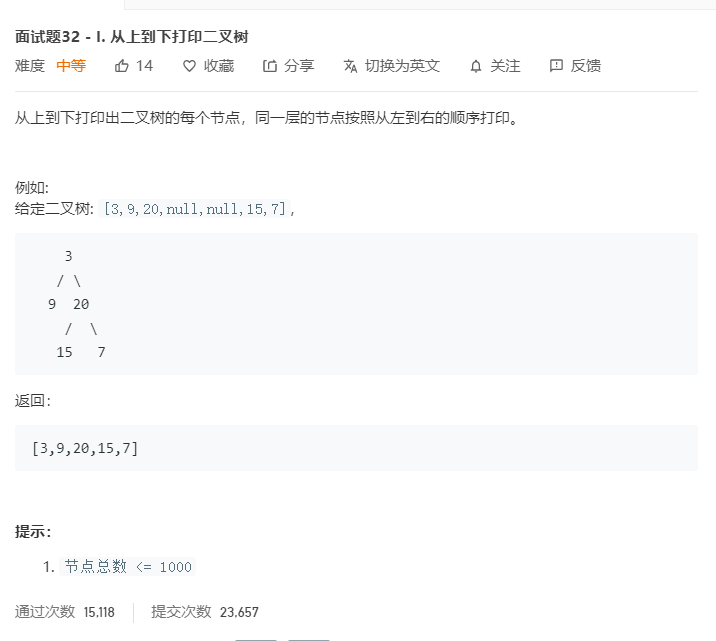 面试题32 - I. 从上到下打印二叉树
难度 中等 14 收藏 分享 切换为英文 关注 反馈
从上到下打印出二叉树的每个节点，同一层的节点按照从左到右的顺序打印。
例如:
给定二叉树: [3,9,20,null,null,15,7],
3
/ \
9 20
/ \
15 7
返回：
[3,9,20,15,7]
提示：
1. 节点总数 <= 1000
通过次数 15,118 提交次数 23,657